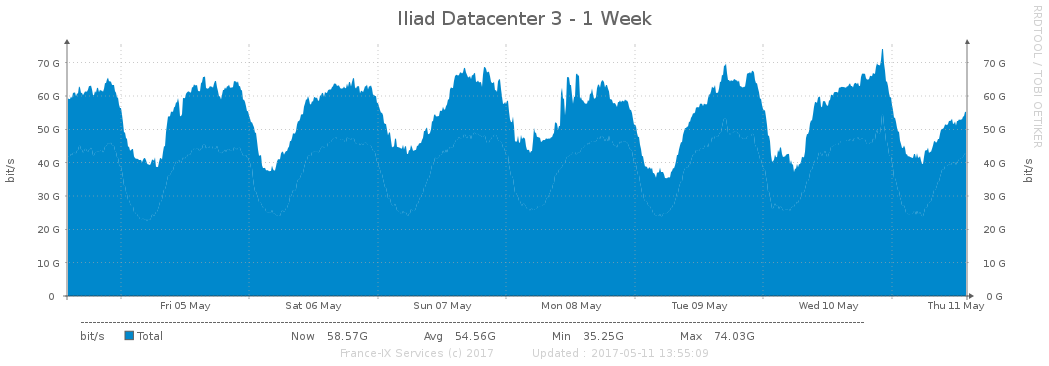 Iliad Datacenter 3 - 1 Week
RRDTOOL / TOBI OETIKER
bit/s
70 G
60 G
50 G
40 G
30 G
20 G
10 G
0
70 G
60 G
50 G
40 G
30 G
20 G
10 G
0 G
bit/s
Fri 05 May Sat 06 May Sun 07 May Mon 08 May Tue 09 May Wed 10 May Thu 11 May
bit/s Total Now 58.57G Avg 54.56G Min 35.25G Max 74.03G
France-IX Services (c) 2017 Updated : 2017-05-11 13:55:09